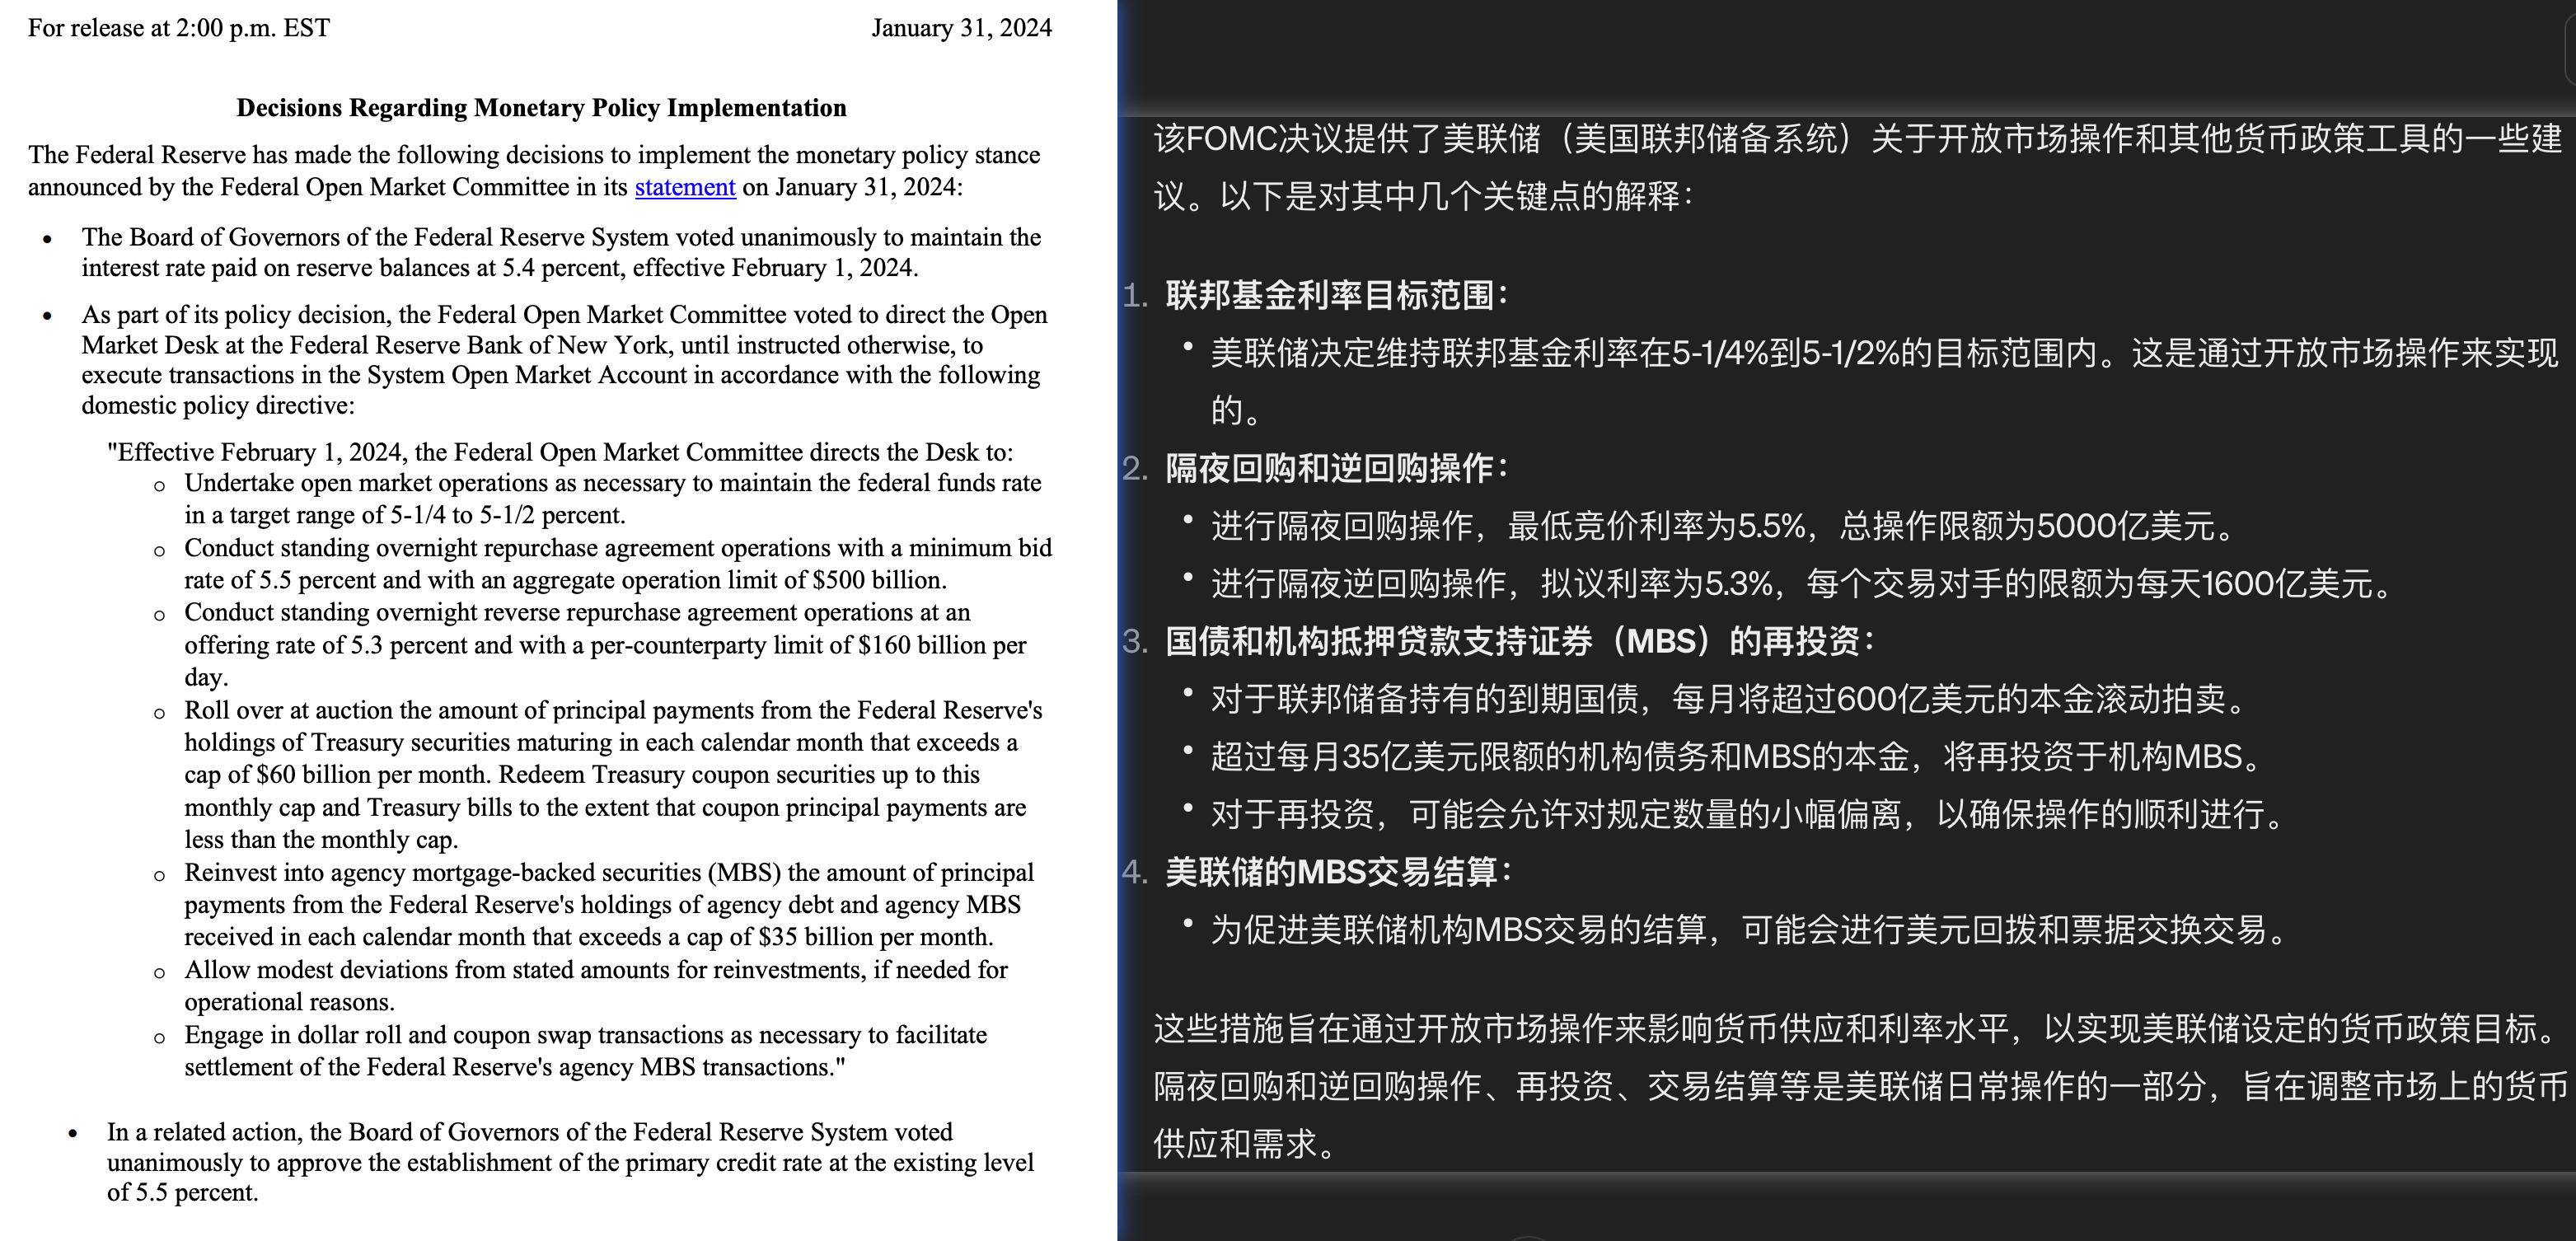 For release at 2:00 p.m. EST
January 31, 2024
Decisions Regarding Monetary Policy Implementation
The Federal Reserve has made the following decisions to implement the monetary policy stance
announced by the Federal Open Market Committee in its statement on January 31, 2024:
• The Board of Governors of the Federal Reserve System voted unanimously to maintain the
interest rate paid on reserve balances at 5.4 percent, effective February 1, 2024.
• As part of its policy decision, the Federal Open Market Committee voted to direct the Open
Market Desk at the Federal Reserve Bank of New York, until instructed otherwise, to
execute transactions in the System Open Market Account in accordance with the following
domestic policy directive:
"Effective February 1, 2024, the Federal Open Market Committee directs the Desk to:
o Undertake open market operations as necessary to maintain the federal funds rate
in a target range of 5-1/4 to 5-1/2 percent.
o Conduct standing overnight repurchase agreement operations with a minimum bid
rate of 5.5 percent and with an aggregate operation limit of $500 billion.
o Conduct standing overnight reverse repurchase agreement operations at an
offering rate of 5.3 percent and with a per-counterparty limit of $160 billion per
day.
o Roll over at auction the amount of principal payments from the Federal Reserve's
holdings of Treasury securities maturing in each calendar month that exceeds a
cap of $60 billion per month. Redeem Treasury coupon securities up to this
monthly cap and Treasury bills to the extent that coupon principal payments are
less than the monthly cap.
o Reinvest into agency mortgage-backed securities (MBS) the amount of principal
payments from the Federal Reserve's holdings of agency debt and agency MBS
received in each calendar month that exceeds a cap of $35 billion per month.
o Allow modest deviations from stated amounts for reinvestments, if needed for
operational reasons.
o Engage in dollar roll and coupon swap transactions as necessary to facilitate
settlement of the Federal Reserve's agency MBS transactions."
• In a related action, the Board of Governors of the Federal Reserve System voted
unanimously to approve the establishment of the primary credit rate at the existing level
of 5.5 percent.
该FOMC决议提供了美联储（美国联邦储备系统）关于开放市场操作和其他货币政策工具的一些建
议。以下是对其中几个关键点的解释：
1. 联邦基金利率目标范围：
• 美联储决定维持联邦基金利率在5-1/4%到5-1/2%的目标范围内。这是通过开放市场操作来实现
的。
2. 隔夜回购和逆回购操作：
• 进行隔夜回购操作，最低竞价利率为5.5%，总操作限额为5000亿美元。
• 进行隔夜逆回购操作，拟议利率为5.3%，每个交易对手的限额为每天1600亿美元。
3. 国债和机构抵押贷款支持证券（MBS）的再投资：
• 对于联邦储备持有的到期国债，每月将超过600亿美元的本金滚动拍卖。
• 超过每月35亿美元限额的机构债务和MBS的本金，将再投资于机构MBS。
• 对于再投资，可能会允许对规定数量的小幅偏离，以确保操作的顺利进行。
4. 美联储的MBS交易结算：
• 为促进美联储机构MBS交易的结算，可能会进行美元回拨和票据交换交易。
这些措施旨在通过开放市场操作来影响货币供应和利率水平，以实现美联储设定的货币政策目标。
隔夜回购和逆回购操作、再投资、交易结算等是美联储日常操作的一部分，旨在调整市场上的货币
供应和需求。